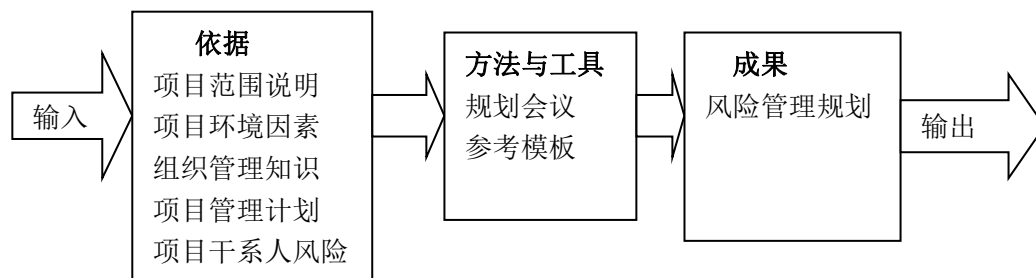 输入
依据
项目范围说明
项目环境因素
组织管理知识
项目管理计划
项目干系人风险
方法与工具
规划会议
参考模板
成果
风险管理规划
输出